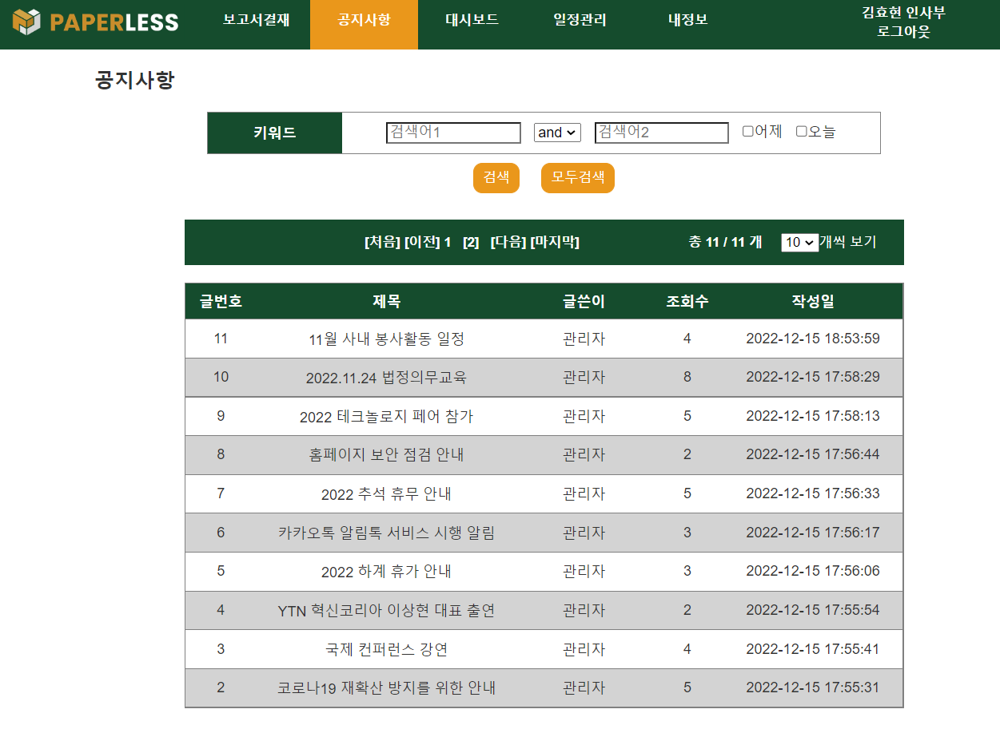 PAPERLESS 보고서결재 공지사항 대시보드 일정관리 내정보 김효현 인사부
로그아웃
공지사항
키워드 검색어1 and 검색어2 어제 오늘
검색 모두검색
[처음] [이전] 1 [2] [다음] [마지막] 총 11 / 11 개 10 개씩 보기
글번호 제목 글쓴이 조회수 작성일
11 11월 사내 봉사활동 일정 관리자 4 2022-12-15 18:53:59
10 2022.11.24 법정의무교육 관리자 8 2022-12-15 17:58:29
9 2022 테크놀로지 페어 참가 관리자 5 2022-12-15 17:58:13
8 홈페이지 보안 점검 안내 관리자 2 2022-12-15 17:56:44
7 2022 추석 휴무 안내 관리자 5 2022-12-15 17:56:33
6 카카오톡 알림톡 서비스 시행 알림 관리자 3 2022-12-15 17:56:17
5 2022 하계 휴가 안내 관리자 3 2022-12-15 17:56:06
4 YTN 혁신코리아 이상현 대표 출연 관리자 2 2022-12-15 17:55:54
3 국제 컨퍼런스 강연 관리자 4 2022-12-15 17:55:41
2 코로나19 재확산 방지를 위한 안내 관리자 5 2022-12-15 17:55:31